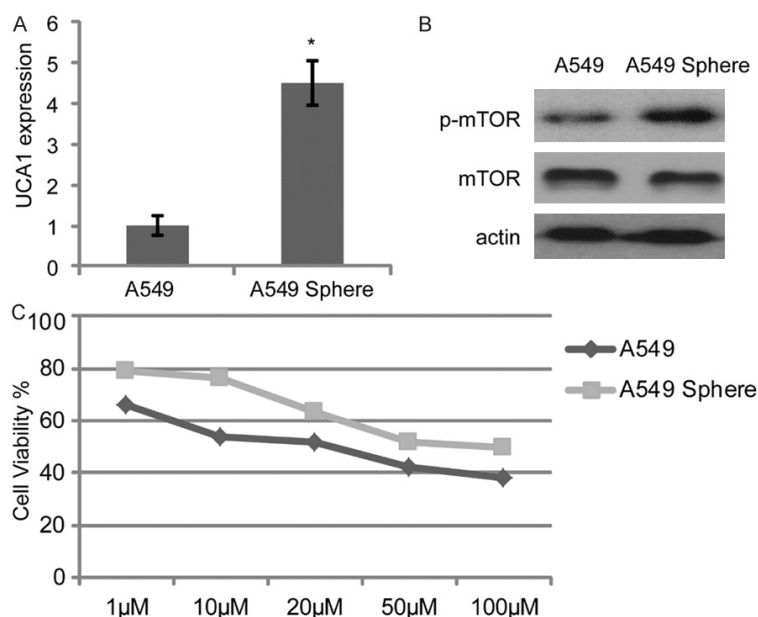 A
UCA1 expression
6
5
4
3
2
1
0
*
A549
A549 Sphere
B
A549 A549 Sphere
p-mTOR
mTOR
actin
C
Cell Viability %
100
80
60
40
20
0
1µM 10µM 20µM 50µM 100µM
A549
A549 Sphere